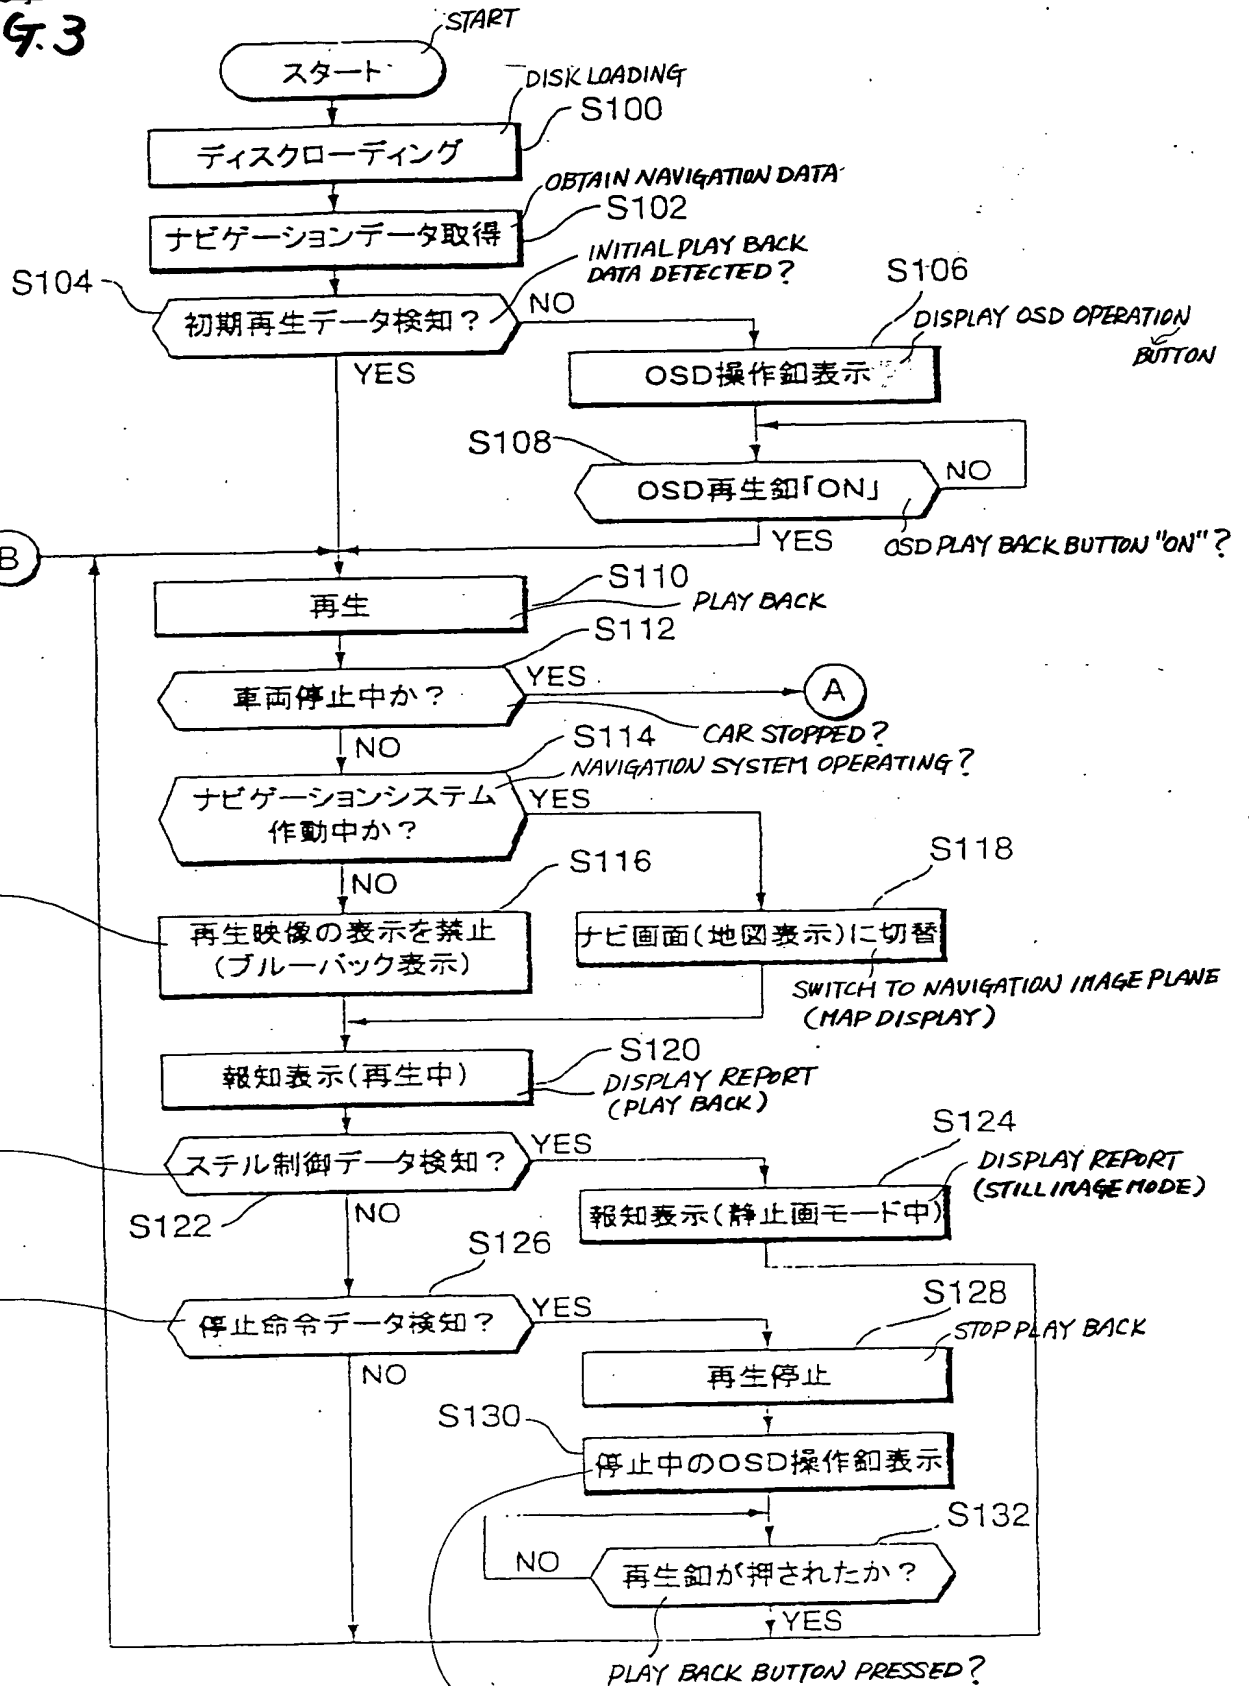 G.3
START
スタート
DISK LOADING
S100
ディスクローディング
OBTAIN NAVIGATION DATA
S102
ナビゲーションデータ取得
INITIAL PLAY BACK
DATA DETECTED?
S104
初期再生データ検知?
NO
YES
S106
DISPLAY OSD OPERATION
BUTTON
OSD操作釦表示
S108
OSD再生釦「ON」
NO
YES
OSD PLAY BACK BUTTON "ON"?
B
S110
再生
PLAY BACK
S112
車両停止中か?
YES
A
NO
CAR STOPPED?
S114
NAVIGATION SYSTEM OPERATING?
ナビゲーションシステム
作動中か?
YES
NO
S116
再生映像の表示を禁止
(ブルーバック表示)
S118
ナビ画面(地図表示)に切替
SWITCH TO NAVIGATION IMAGE PLANE
(MAP DISPLAY)
S120
報知表示(再生中)
DISPLAY REPORT
(PLAY BACK)
ステル制御データ検知?
YES
S122
NO
S124
DISPLAY REPORT
(STILL IMAGE MODE)
報知表示(静止画モード中)
S126
停止命令データ検知?
YES
NO
S128
STOP PLAY BACK
再生停止
S130
停止中のOSD操作釦表示
S132
NO
再生釦が押されたか?
YES
PLAY BACK BUTTON PRESSED?